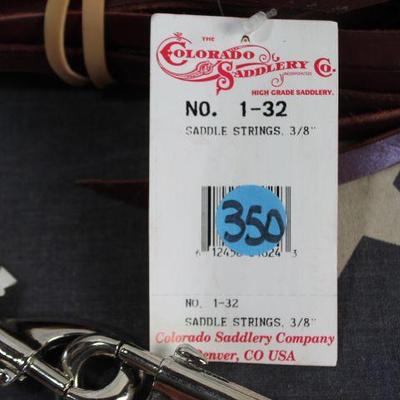 THE
COLORADO
SADDLERY CO.
INCORPORATED
HIGH GRADE SADDLERY.
NO. 1-32
SADDLE STRINGS, 3/8"
350
NO. 1-32
SADDLE STRINGS, 3/8"
Colorado Saddlery Company
Denver, CO USA